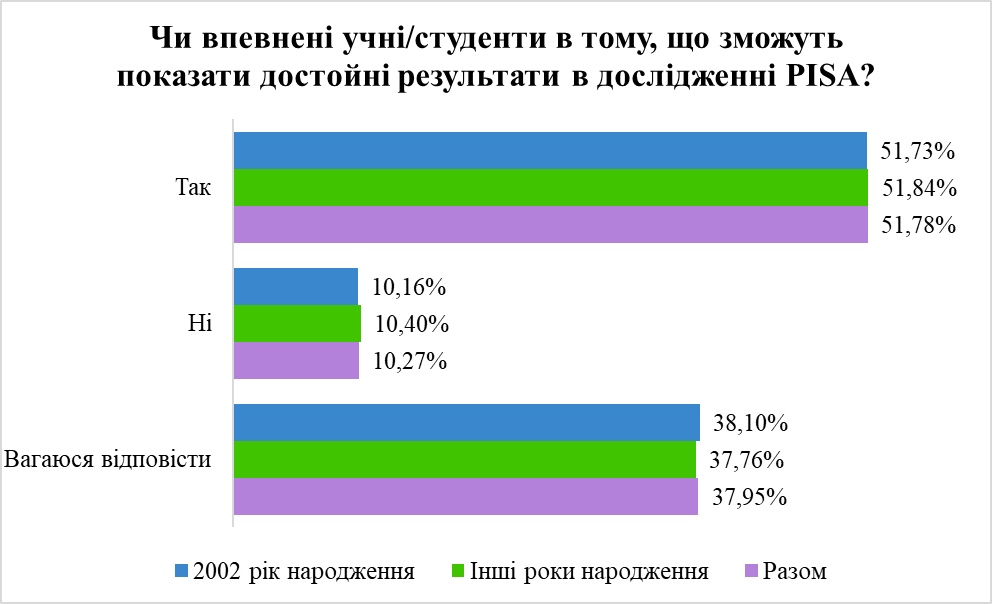 Чи впевнені учні/студенти в тому, що зможуть
показати достойні результати в дослідженні PISA?
Так
51,73%
51,84%
51,78%
Ні
10,16%
10,40%
10,27%
Вагаюся відповісти
38,10%
37,76%
37,95%
2002 рік народження
Інші роки народження
Разом